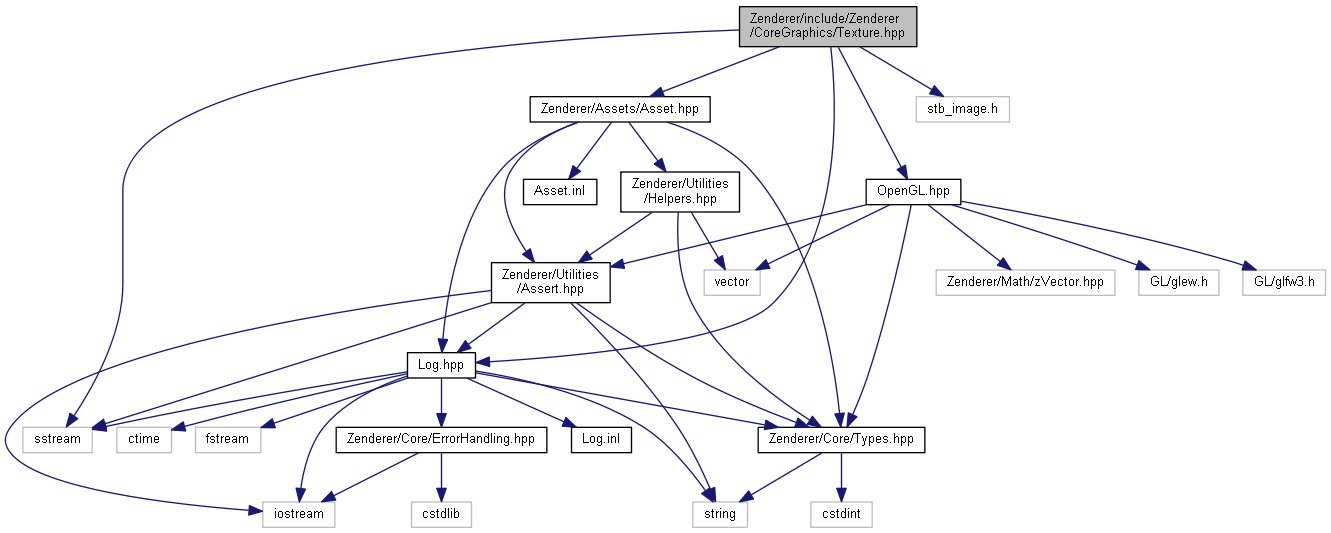 Zenderer/include/Zenderer
/CoreGraphics/Texture.hpp
Zenderer/Assets/Asset.hpp
stb_image.h
Asset.inl
Zenderer/Utilities
/Helpers.hpp
OpenGL.hpp
Zenderer/Utilities
/Assert.hpp
vector
Zenderer/Math/zVector.hpp
GL/glew.h
GL/glfw3.h
Log.hpp
sstream
ctime
fstream
Zenderer/Core/ErrorHandling.hpp
Log.inl
Zenderer/Core/Types.hpp
iostream
cstdlib
string
cstdint